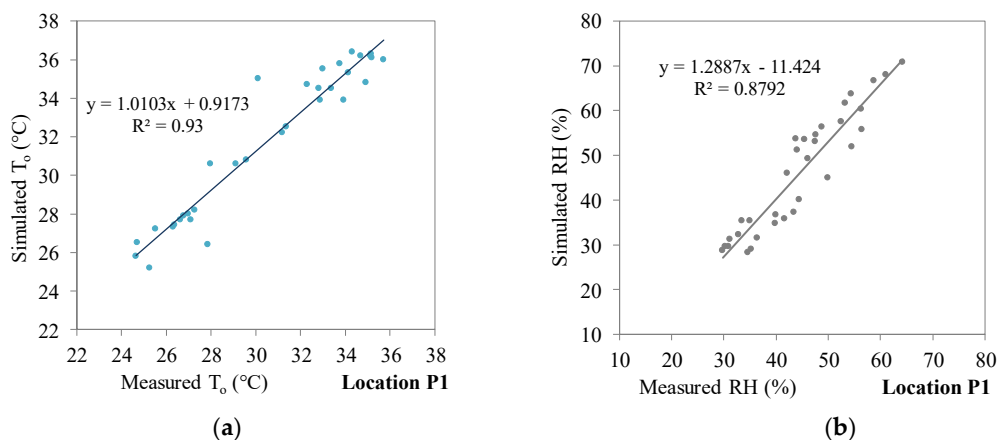 38
36
34
32
30
28
26
24
22
Simulated Tₒ (°C)
y = 1.0103x + 0.9173
R² = 0.93
22 24 26 28 30 32 34 36 38
Measured Tₒ (°C) Location P1
(a)
80
70
60
50
40
30
20
10
Simulated RH (%)
y = 1.2887x - 11.424
R² = 0.8792
10 20 30 40 50 60 70 80
Measured RH (%) Location P1
(b)